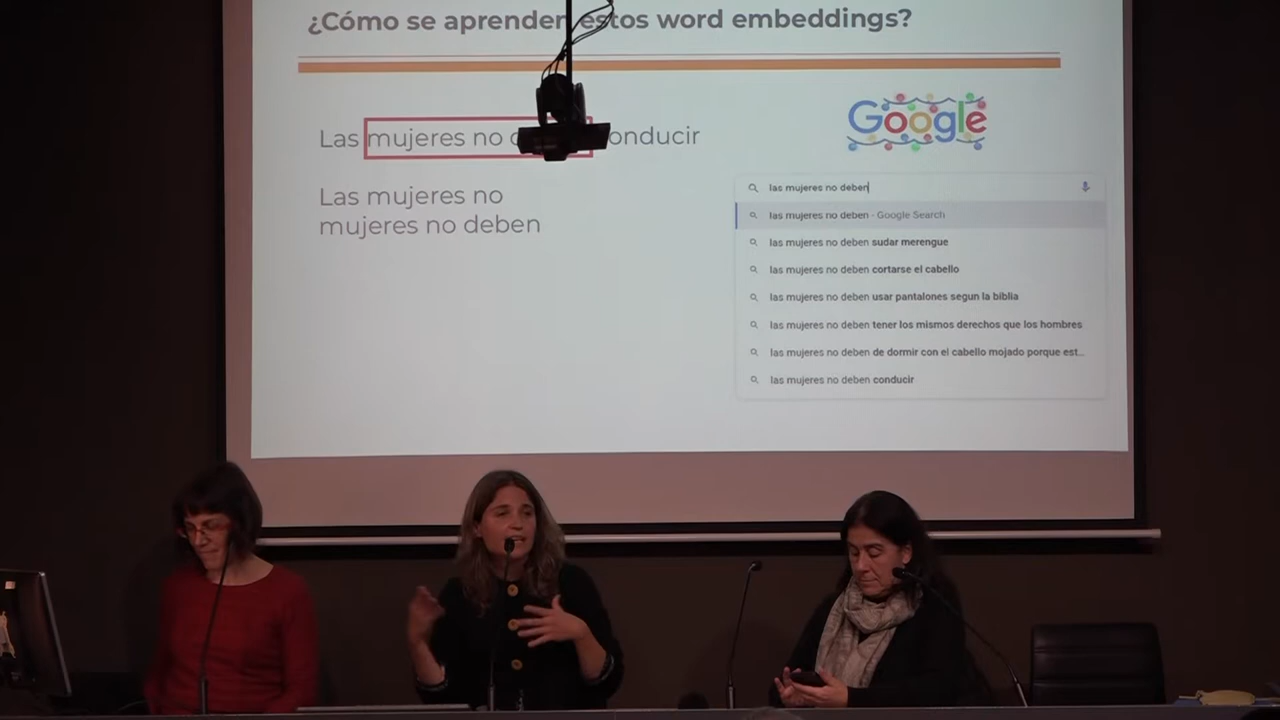 ¿Cómo se aprenden estos word embeddings?
Las mujeres no conducir
Las mujeres no
mujeres no deben
Google
las mujeres no deben
las mujeres no deben - Google Search
las mujeres no deben sudar merengue
las mujeres no deben cortarse el cabello
las mujeres no deben usar pantalones segun la biblia
las mujeres no deben tener los mismos derechos que los hombres
las mujeres no deben de dormir con el cabello mojado porque est...
las mujeres no deben conducir